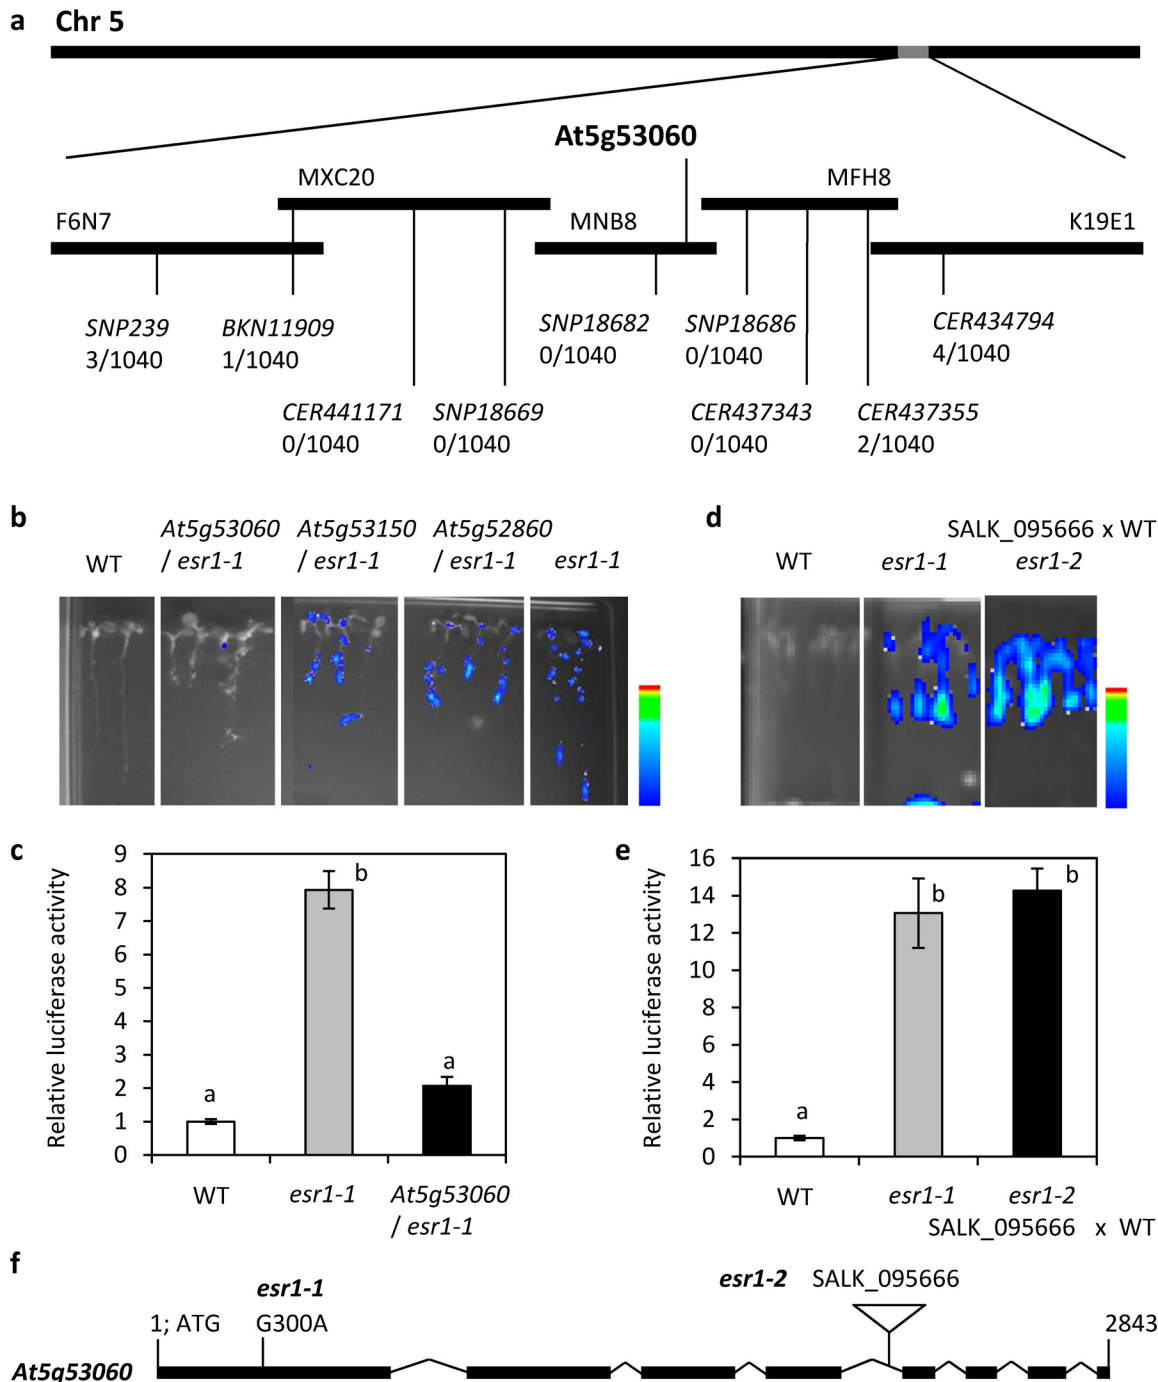 a Chr 5
At5g53060
MXC20 MFH8
F6N7 MNB8 K19E1
SNP239 BKN11909 SNP18682 SNP18686 CER434794
3/1040 1/1040 0/1040 0/1040 4/1040
CER441171 SNP18669 CER437343 CER437355
0/1040 0/1040 0/1040 2/1040
b
WT
At5g53060
/ esr1-1
At5g53150
/ esr1-1
At5g52860
/ esr1-1
esr1-1
d
WT
esr1-1
SALK_095666 x WT
esr1-2
c
Relative luciferase activity
9
8
7
6
5
4
3
2
1
0
a
b
a
WT
esr1-1
At5g53060
/ esr1-1
e
Relative luciferase activity
16
14
12
10
8
6
4
2
0
a
b
b
WT
esr1-1
esr1-2
SALK_095666 x WT
f
esr1-1 esr1-2 SALK_095666
1; ATG G300A 2843
At5g53060